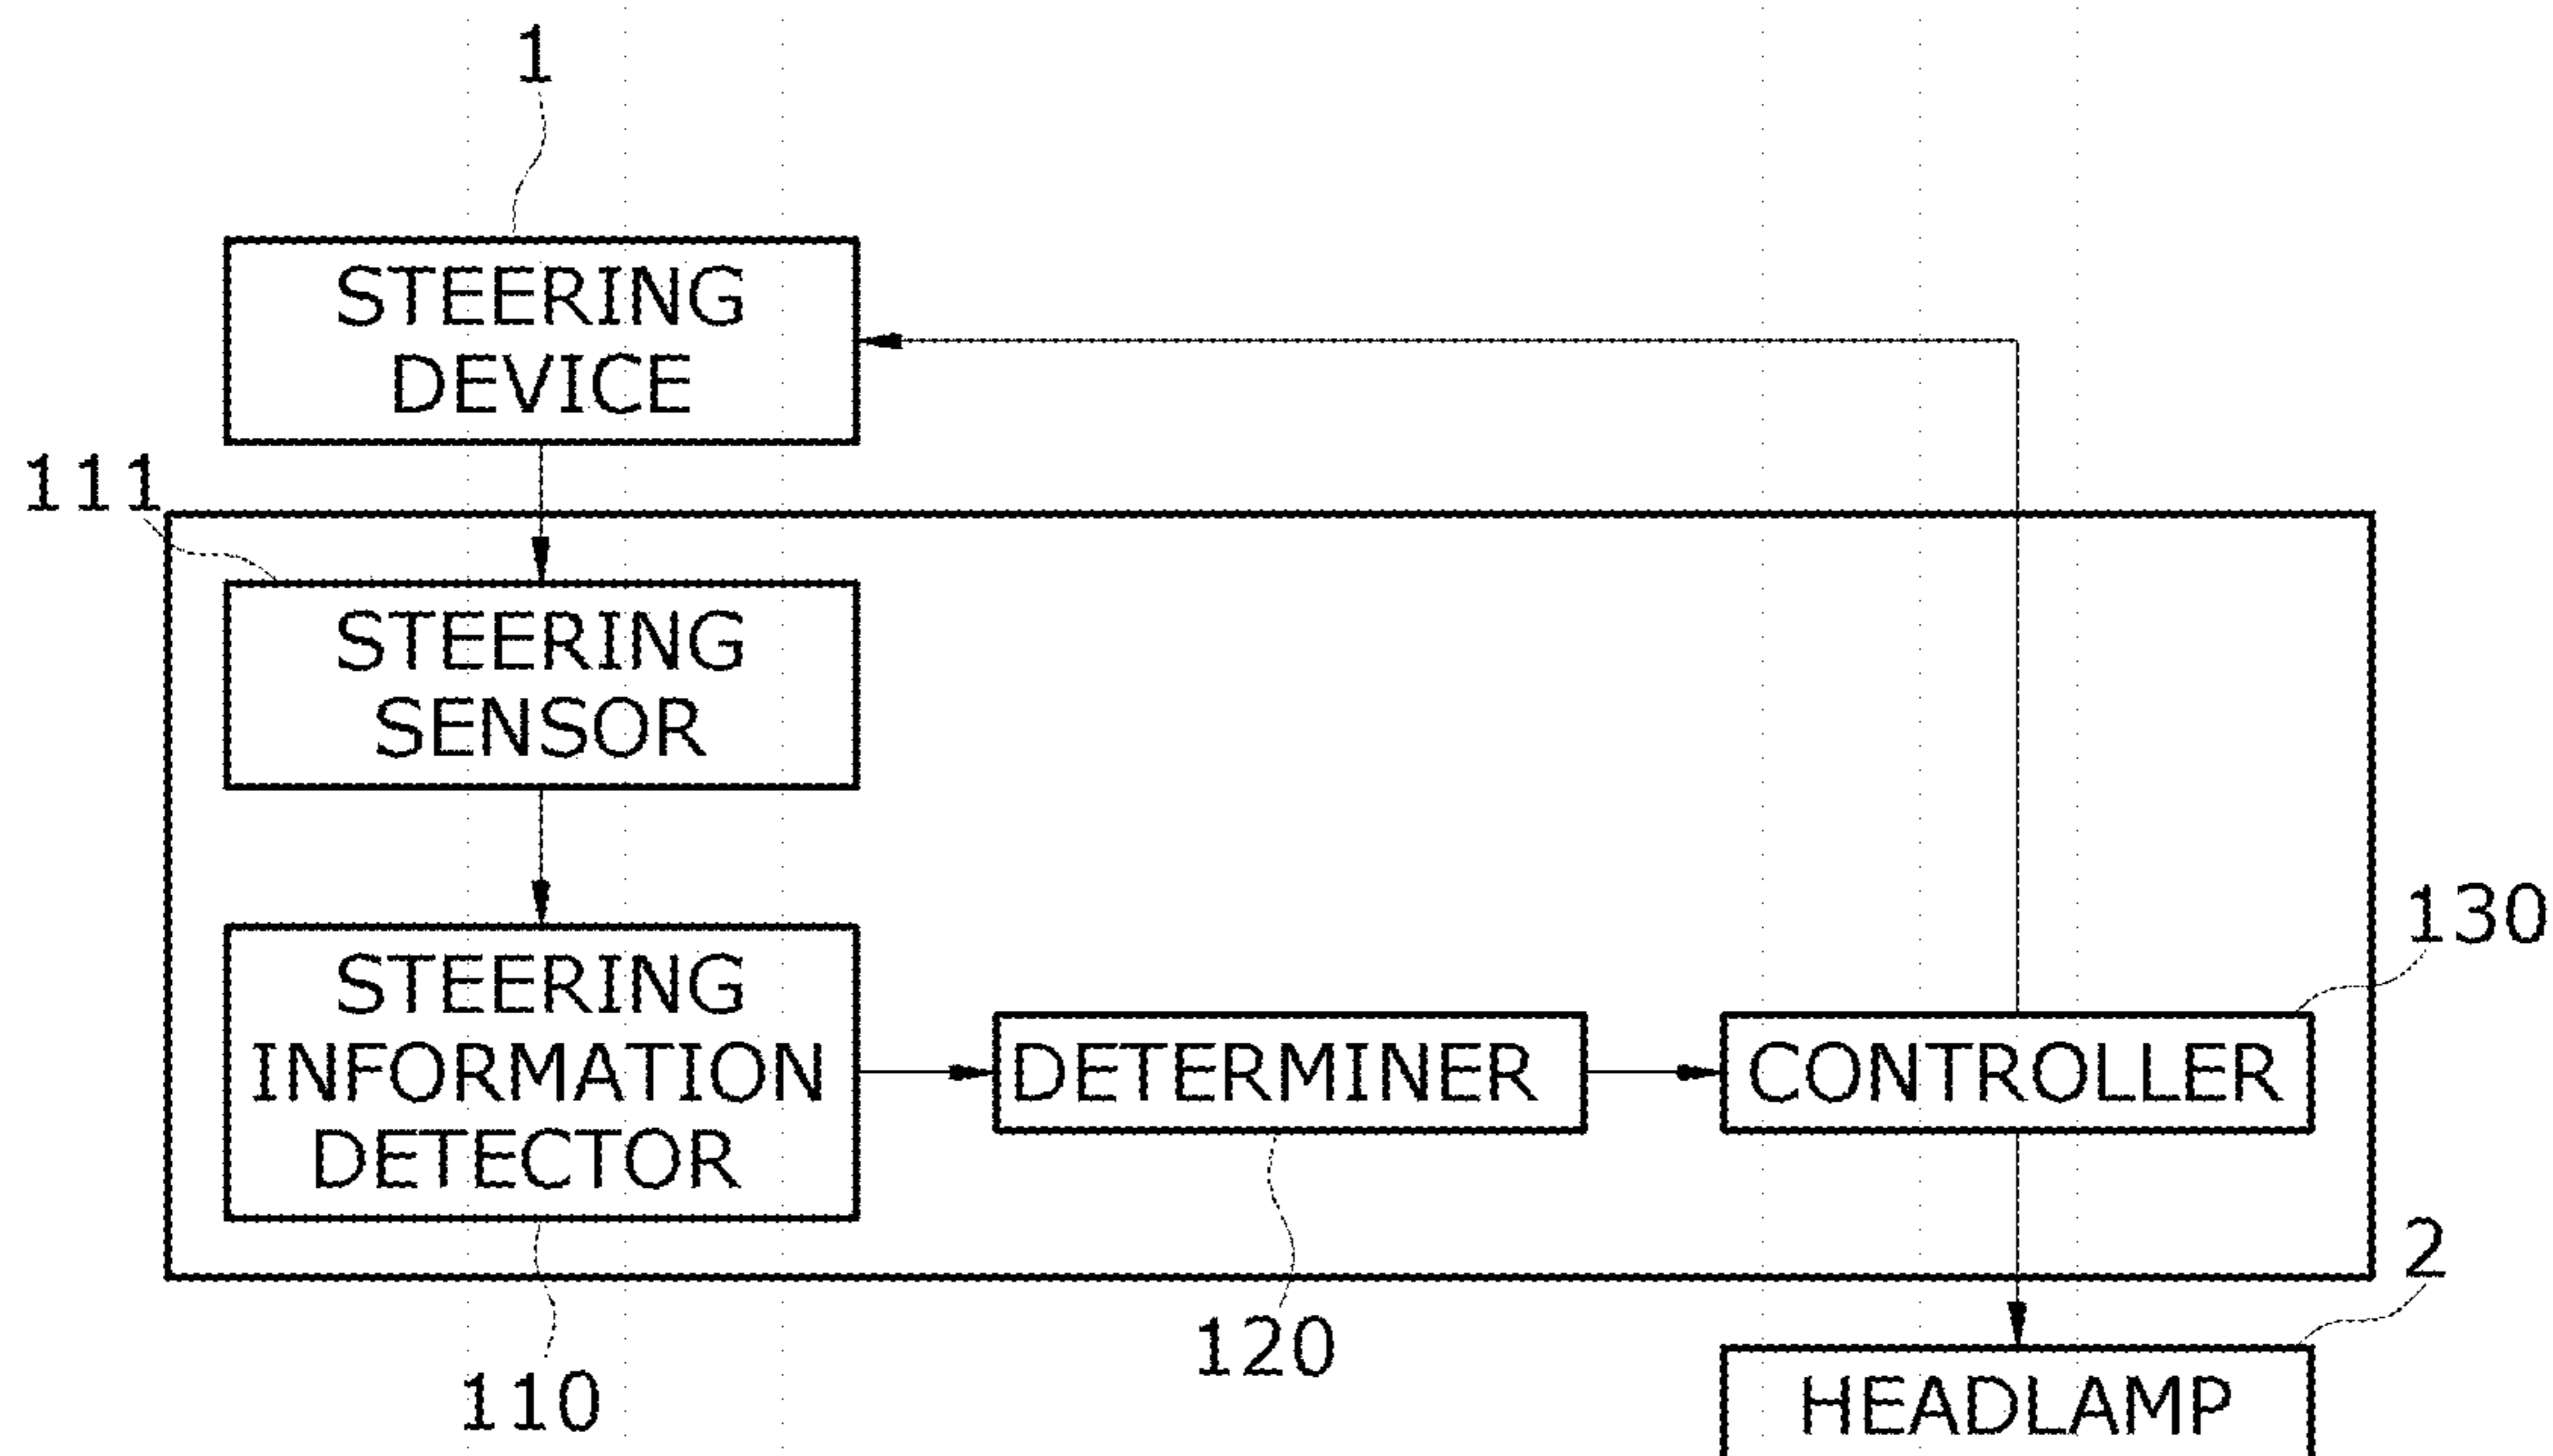 1
STEERING
DEVICE
111
STEERING
SENSOR
130
STEERING
INFORMATION
DETECTOR
DETERMINER
CONTROLLER
2
120
110
HEADLAMP